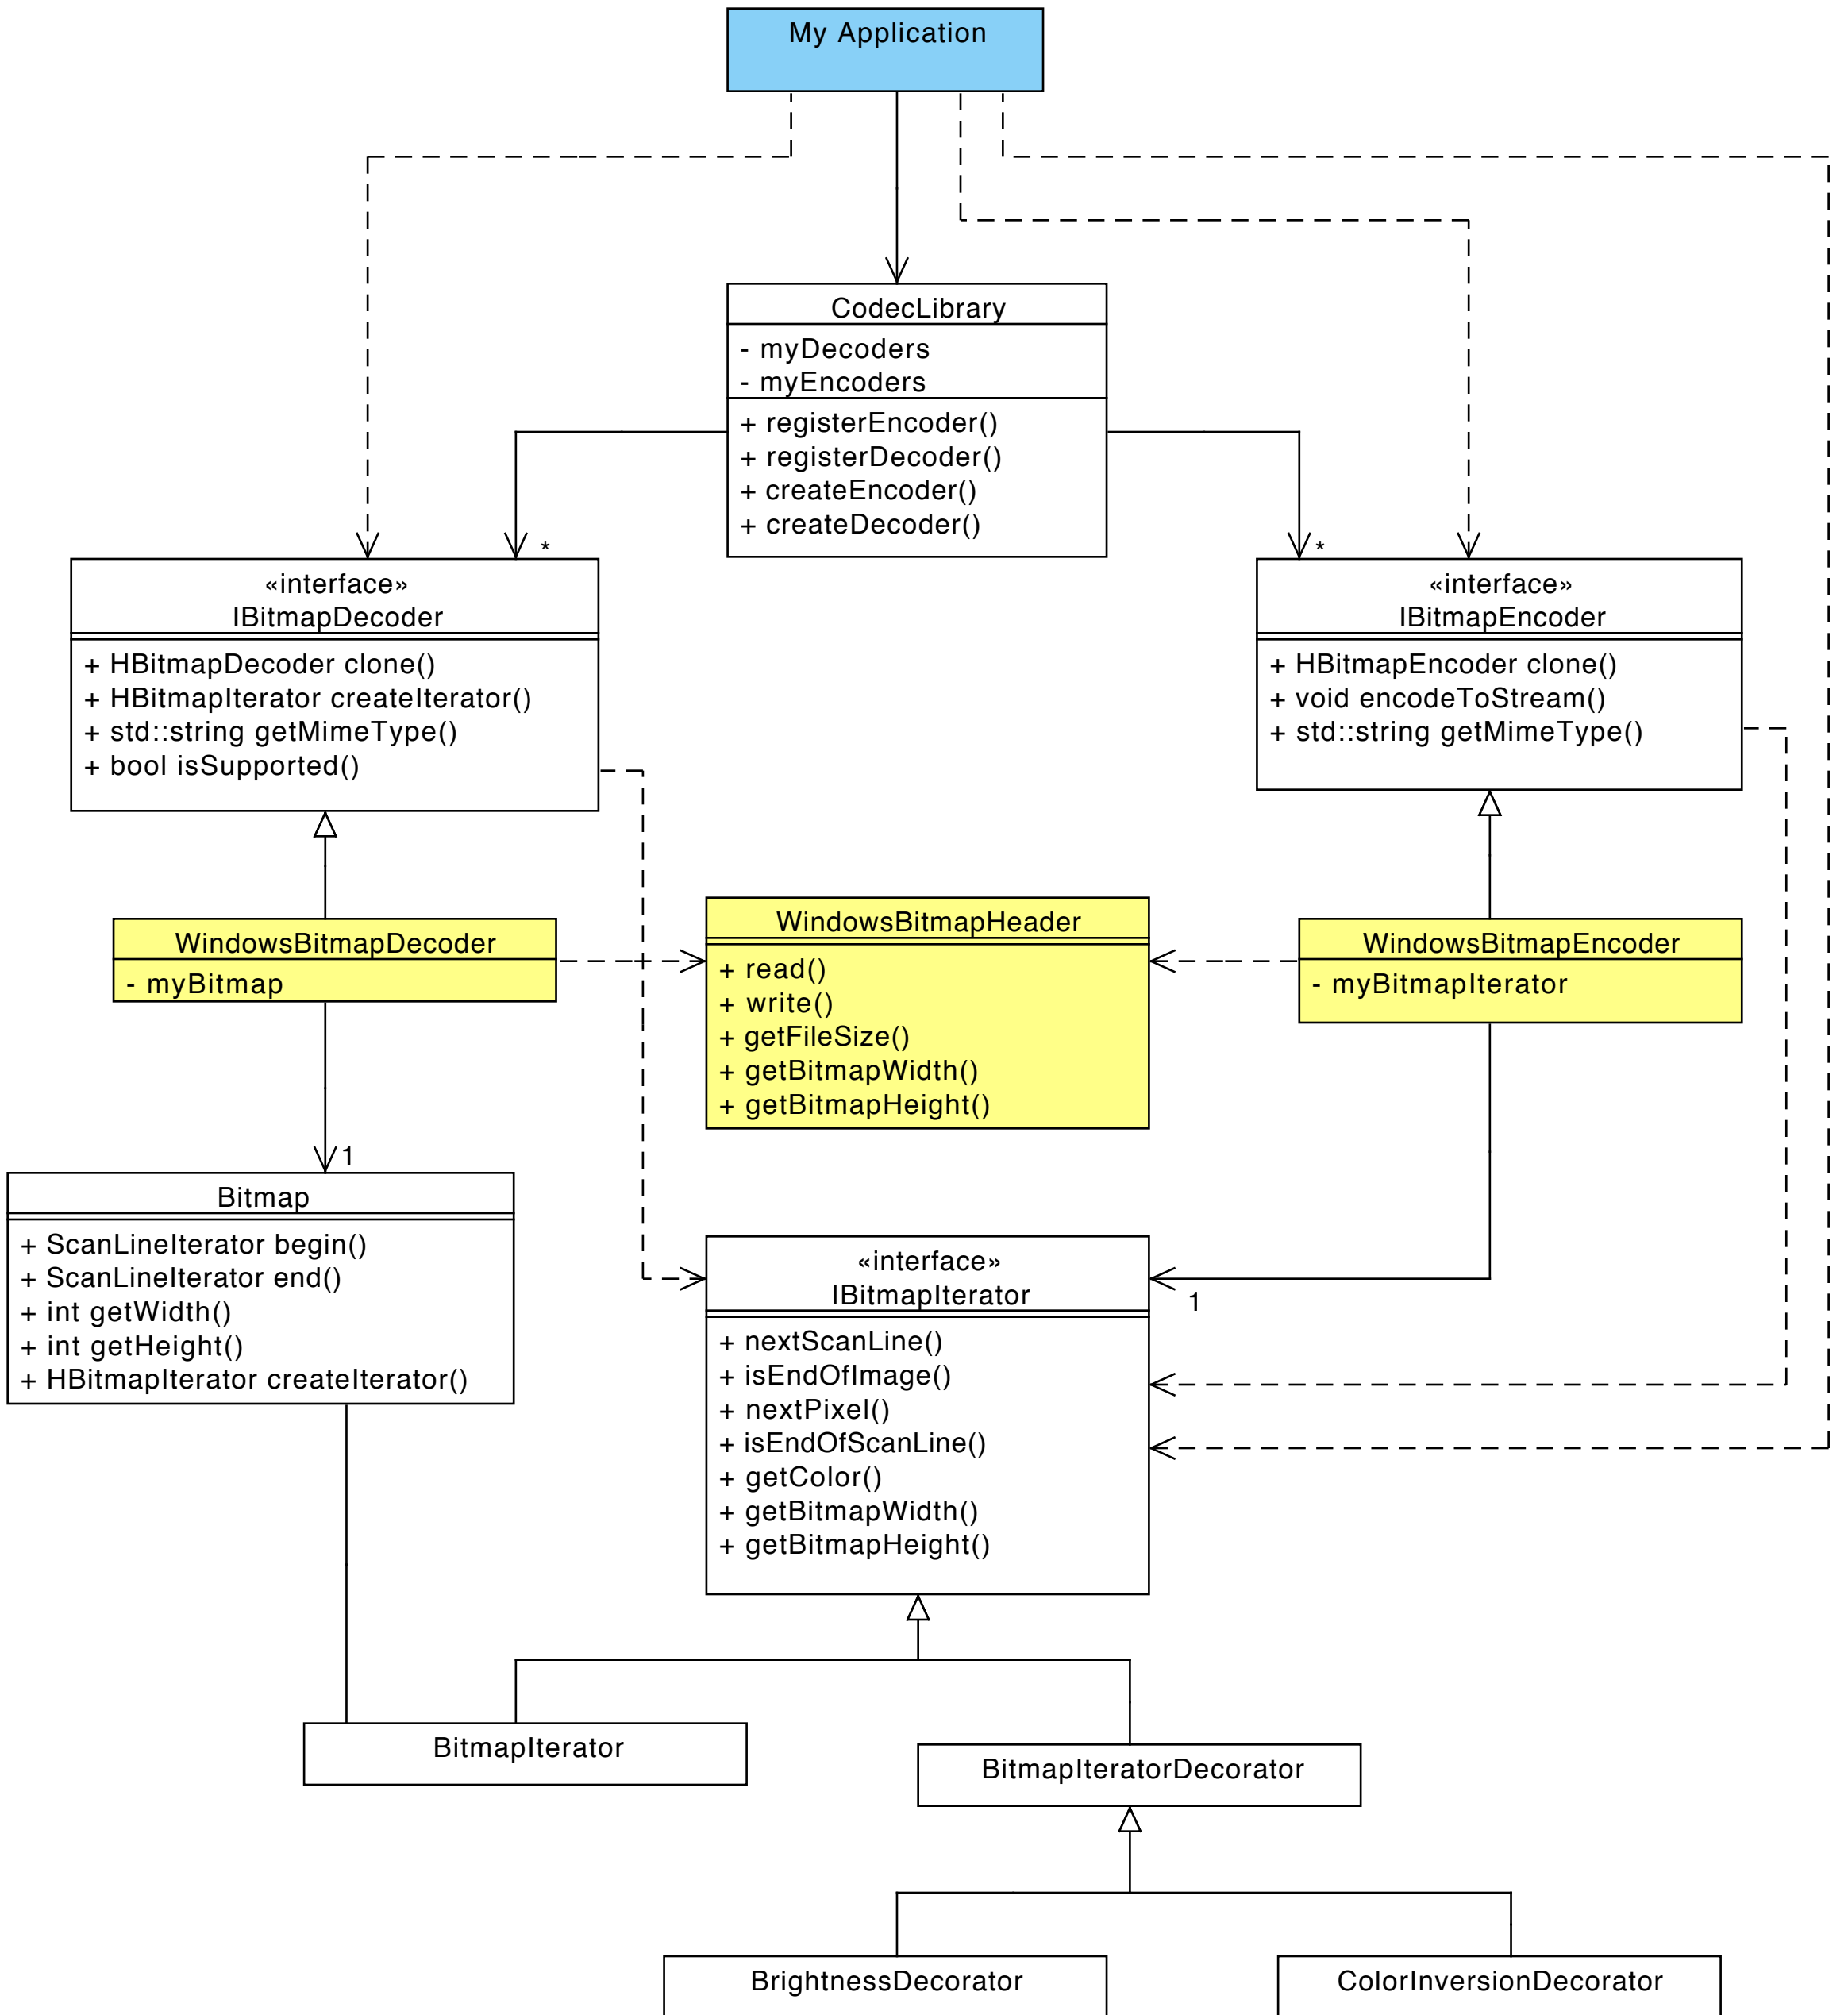 My Application
CodecLibrary
- myDecoders
- myEncoders
+ registerEncoder()
+ registerDecoder()
+ createEncoder()
+ createDecoder()
*
*
«interface»
IBitmapDecoder
+ HBitmapDecoder clone()
+ HBitmapIterator createIterator()
+ std::string getMimeType()
+ bool isSupported()
«interface»
IBitmapEncoder
+ HBitmapEncoder clone()
+ void encodeToStream()
+ std::string getMimeType()
WindowsBitmapDecoder
- myBitmap
WindowsBitmapHeader
+ read()
+ write()
+ getFileSize()
+ getBitmapWidth()
+ getBitmapHeight()
WindowsBitmapEncoder
- myBitmapIterator
1
Bitmap
+ ScanLineIterator begin()
+ ScanLineIterator end()
+ int getWidth()
+ int getHeight()
+ HBitmapIterator createIterator()
«interface»
IBitmapIterator
+ nextScanLine()
+ isEndOfImage()
+ nextPixel()
+ isEndOfScanLine()
+ getColor()
+ getBitmapWidth()
+ getBitmapHeight()
1
BitmapIterator
BitmapIteratorDecorator
BrightnessDecorator
ColorInversionDecorator